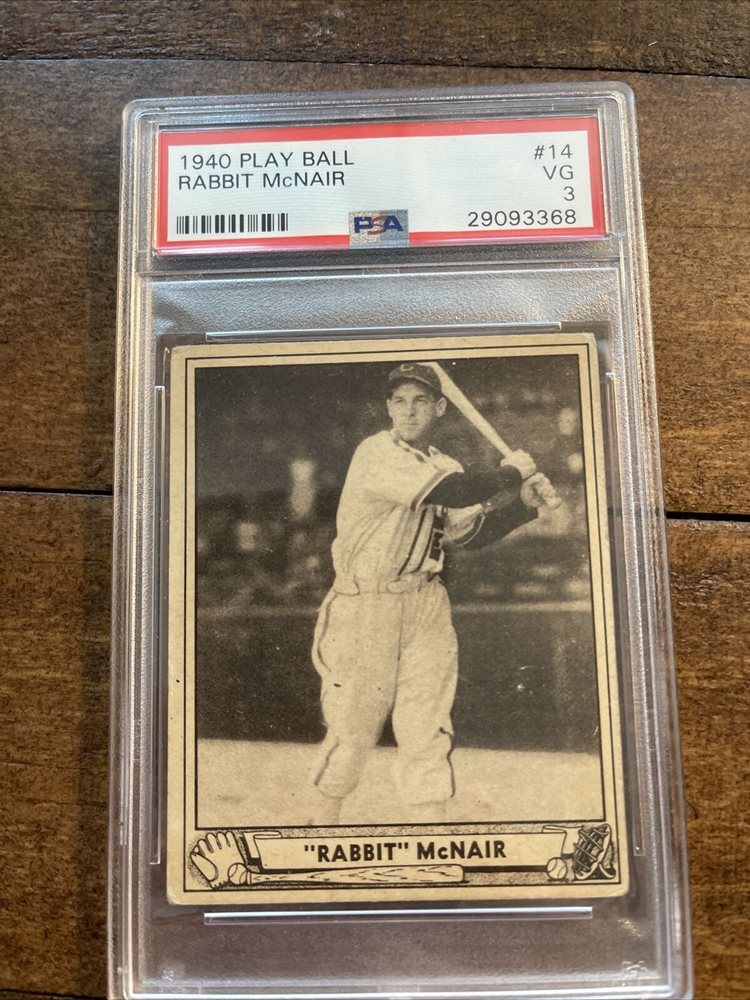 1940 PLAY BALL
RABBIT McNAIR
#14
VG
3
PSA
29093368
"RABBIT" McNAIR